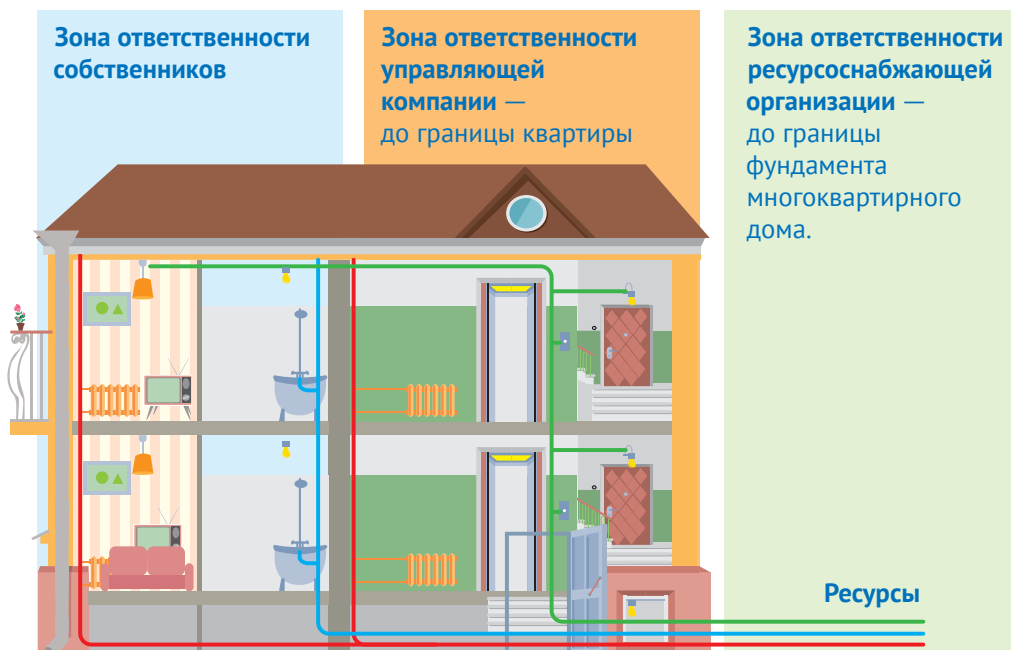 Зона ответственности
собственников
Зона ответственности
управляющей
компании —
до границы квартиры
Зона ответственности
ресурсоснабжающей
организации —
до границы
фундамента
многоквартирного
дома.
Ресурсы